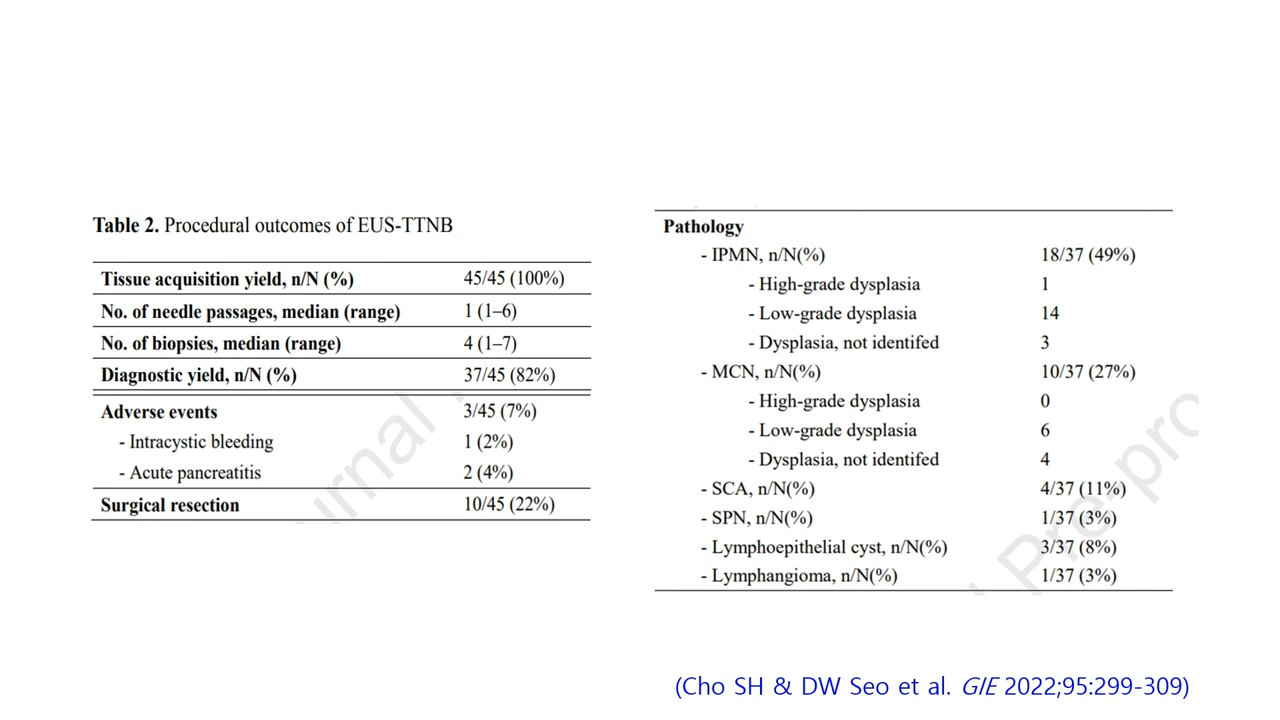 Table 2. Procedural outcomes of EUS-TTNB
Tissue acquisition yield, n/N (%) 45/45 (100%)
No. of needle passages, median (range) 1 (1–6)
No. of biopsies, median (range) 4 (1–7)
Diagnostic yield, n/N (%) 37/45 (82%)
Adverse events 3/45 (7%)
- Intracystic bleeding 1 (2%)
- Acute pancreatitis 2 (4%)
Surgical resection 10/45 (22%)
Pathology
- IPMN, n/N(%) 18/37 (49%)
- High-grade dysplasia 1
- Low-grade dysplasia 14
- Dysplasia, not identifed 3
- MCN, n/N(%) 10/37 (27%)
- High-grade dysplasia 0
- Low-grade dysplasia 6
- Dysplasia, not identifed 4
- SCA, n/N(%) 4/37 (11%)
- SPN, n/N(%) 1/37 (3%)
- Lymphoepithelial cyst, n/N(%) 3/37 (8%)
- Lymphangioma, n/N(%) 1/37 (3%)
urnal
Pre-pro
(Cho SH & DW Seo et al. GIE 2022;95:299-309)